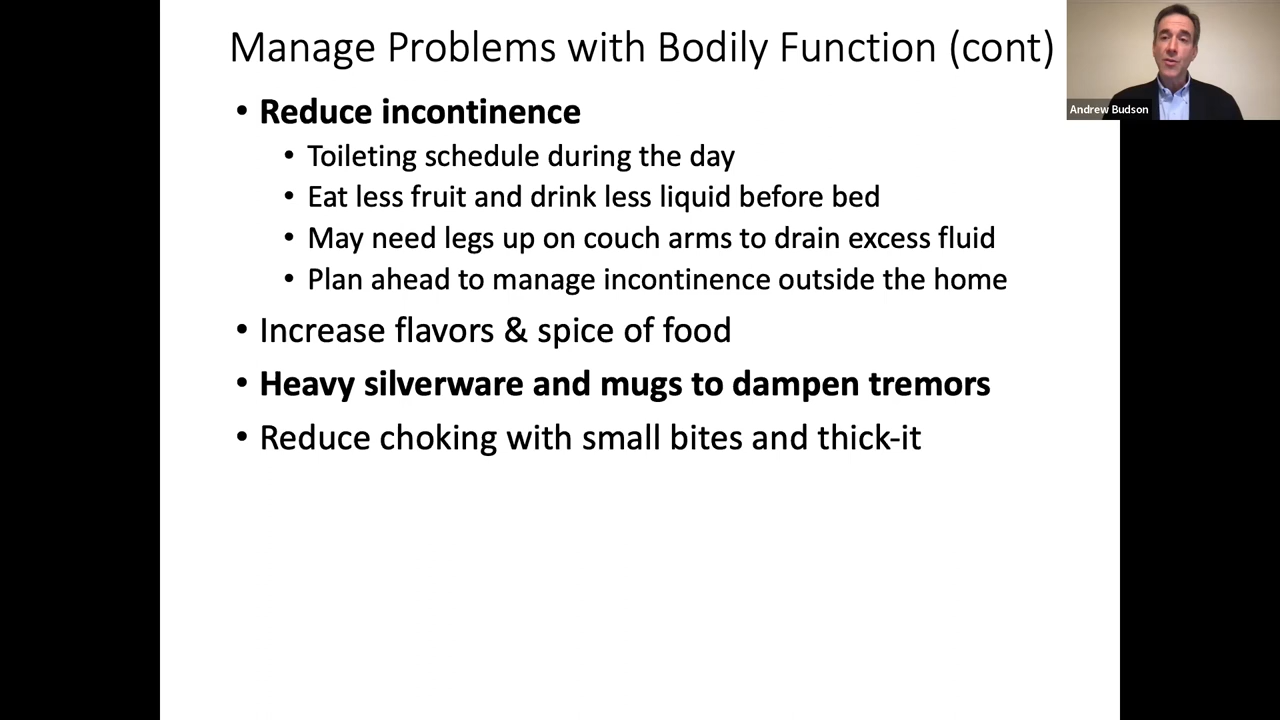 Manage Problems with Bodily Function (cont)
• Reduce incontinence
• Toileting schedule during the day
• Eat less fruit and drink less liquid before bed
• May need legs up on couch arms to drain excess fluid
• Plan ahead to manage incontinence outside the home
• Increase flavors & spice of food
• Heavy silverware and mugs to dampen tremors
• Reduce choking with small bites and thick-it
Andrew Budson